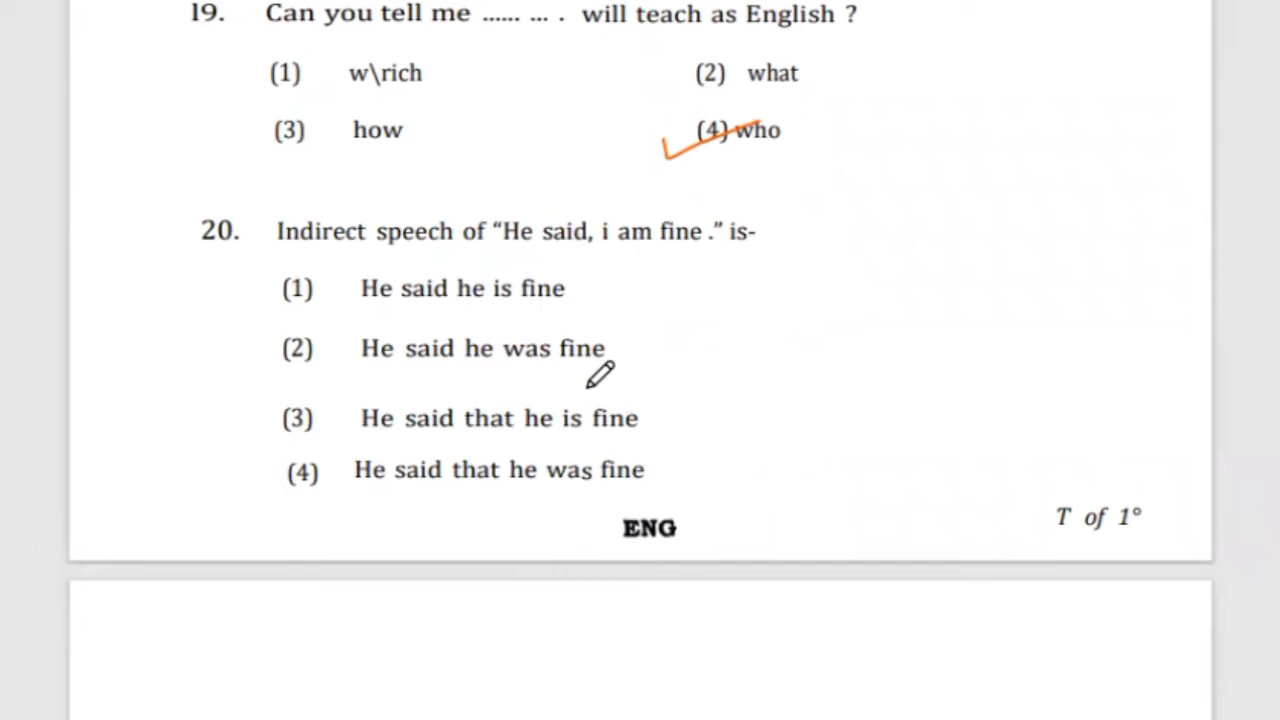 19. Can you tell me ...... ... . will teach as English ?
(1) w\rich (2) what
(3) how (4) who
20. Indirect speech of “He said, i am fine .” is-
(1) He said he is fine
(2) He said he was fine
(3) He said that he is fine
(4) He said that he was fine
T of 1°
ENG